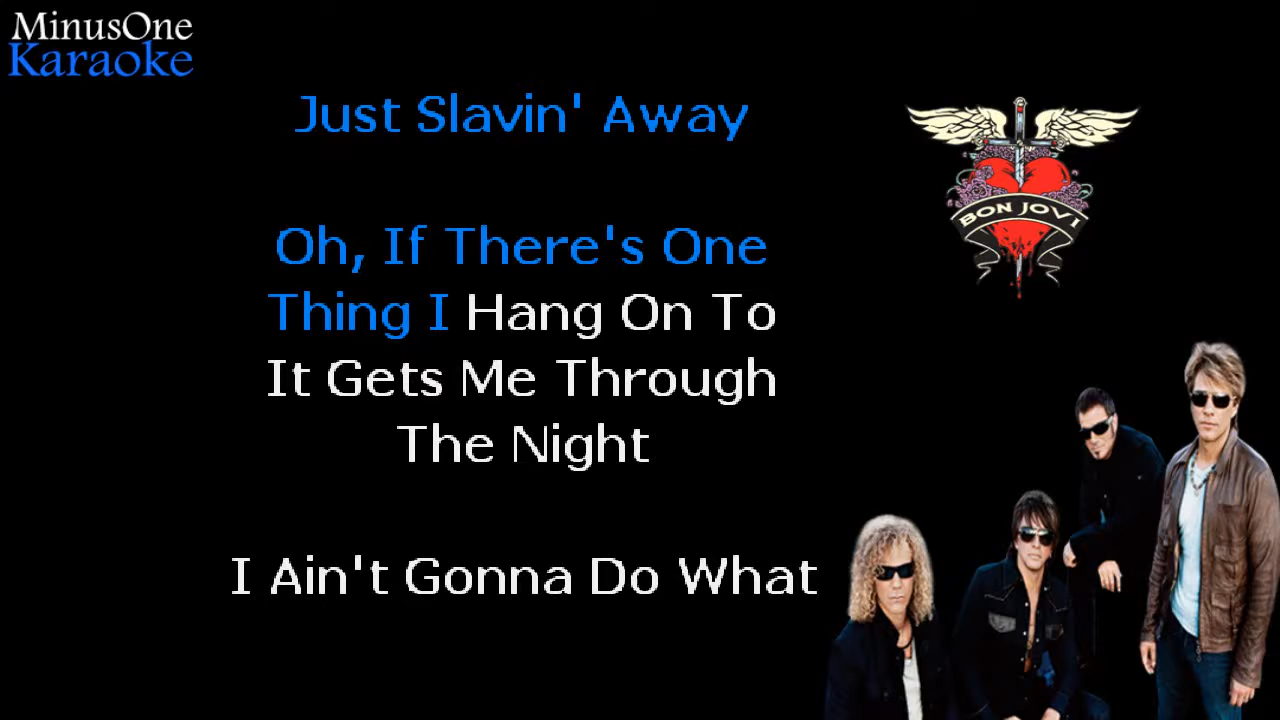 MinusOne
Karaoke
Just Slavin' Away
BON JOVI
Oh, If There's One
Thing I Hang On To
It Gets Me Through
The Night
I Ain't Gonna Do What